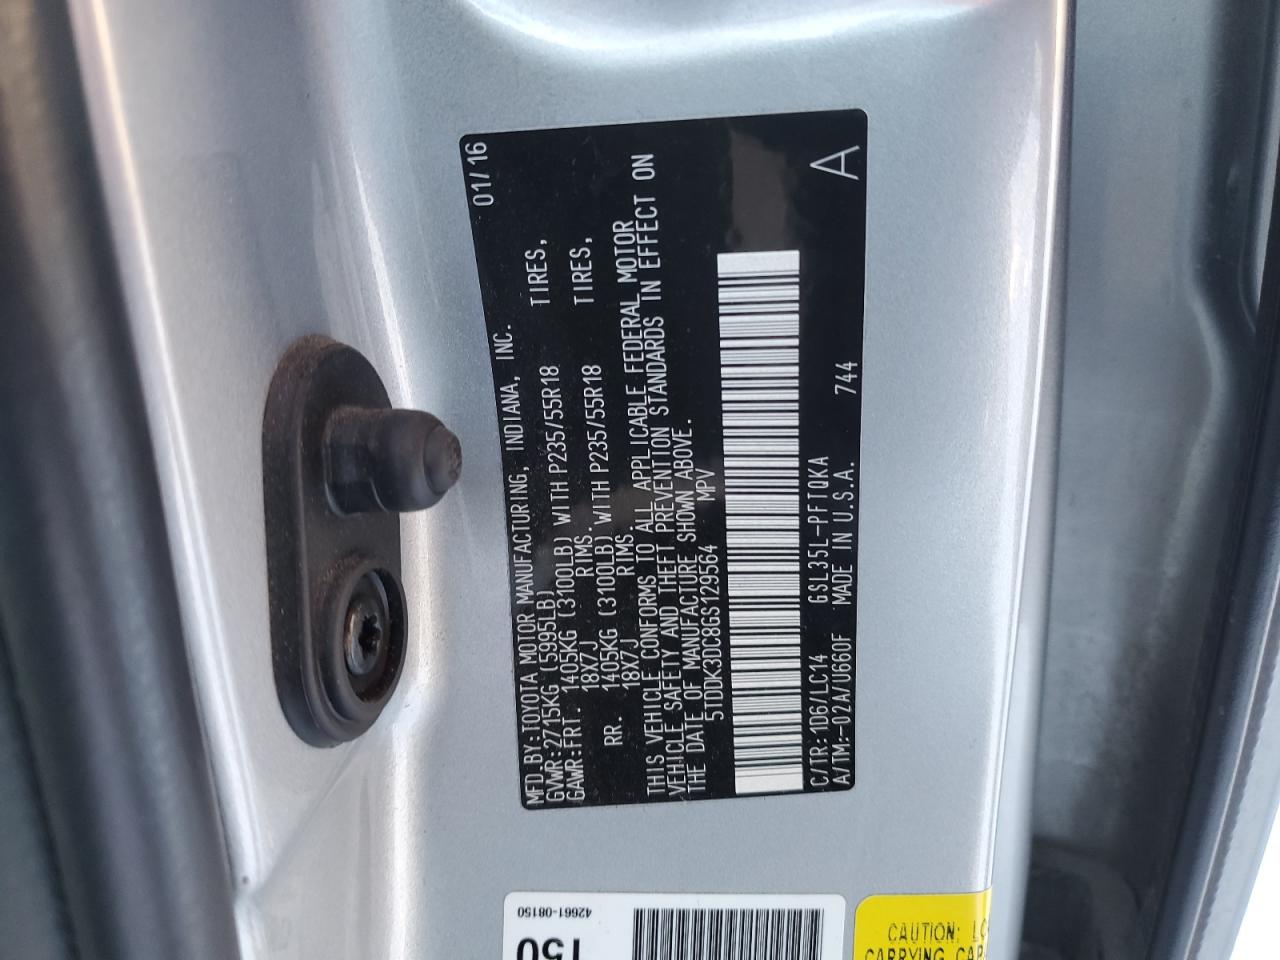 01/16
MFD.BY:TOYOTA MOTOR MANUFACTURING, INDIANA, INC.
GVWR:2715KG (5995LB)
GAWR:FRT. 1405KG (3100LB) WITH P235/55R18 TIRES,
18X7J RIMS.
RR. 1405KG (3100LB) WITH P235/55R18 TIRES,
18X7J RIMS.
THIS VEHICLE CONFORMS TO ALL APPLICABLE FEDERAL MOTOR
VEHICLE SAFETY AND THEFT PREVENTION STANDARDS IN EFFECT ON
THE DATE OF MANUFACTURE SHOWN ABOVE.
5TDDK3DC8GS129564 MPV
C/TR:1D6/LC14 GSL35L-PFTQKA 744
A/TM:-02A/U660F MADE IN U.S.A.
A
42661-08150
150
CAUTION:
CARRYING